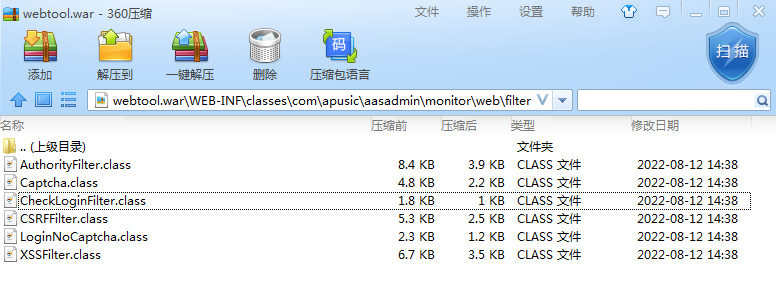 webtool.war - 360压缩 文件 操作 设置 帮助
添加 解压到 一键解压 删除 压缩包语言 扫描
码
webtool.war\WEB-INF\classes\com\apusic\aasadmin\monitor\web\filter
名称 压缩前 压缩后 类型 修改日期
.. (上级目录) 文件夹
AuthorityFilter.class 8.4 KB 3.9 KB CLASS 文件 2022-08-12 14:38
Captcha.class 4.8 KB 2.2 KB CLASS 文件 2022-08-12 14:38
CheckLoginFilter.class 1.8 KB 1 KB CLASS 文件 2022-08-12 14:38
CSRFFilter.class 5.3 KB 2.5 KB CLASS 文件 2022-08-12 14:38
LoginNoCaptcha.class 2.3 KB 1.2 KB CLASS 文件 2022-08-12 14:38
XSSFilter.class 6.7 KB 3.5 KB CLASS 文件 2022-08-12 14:38